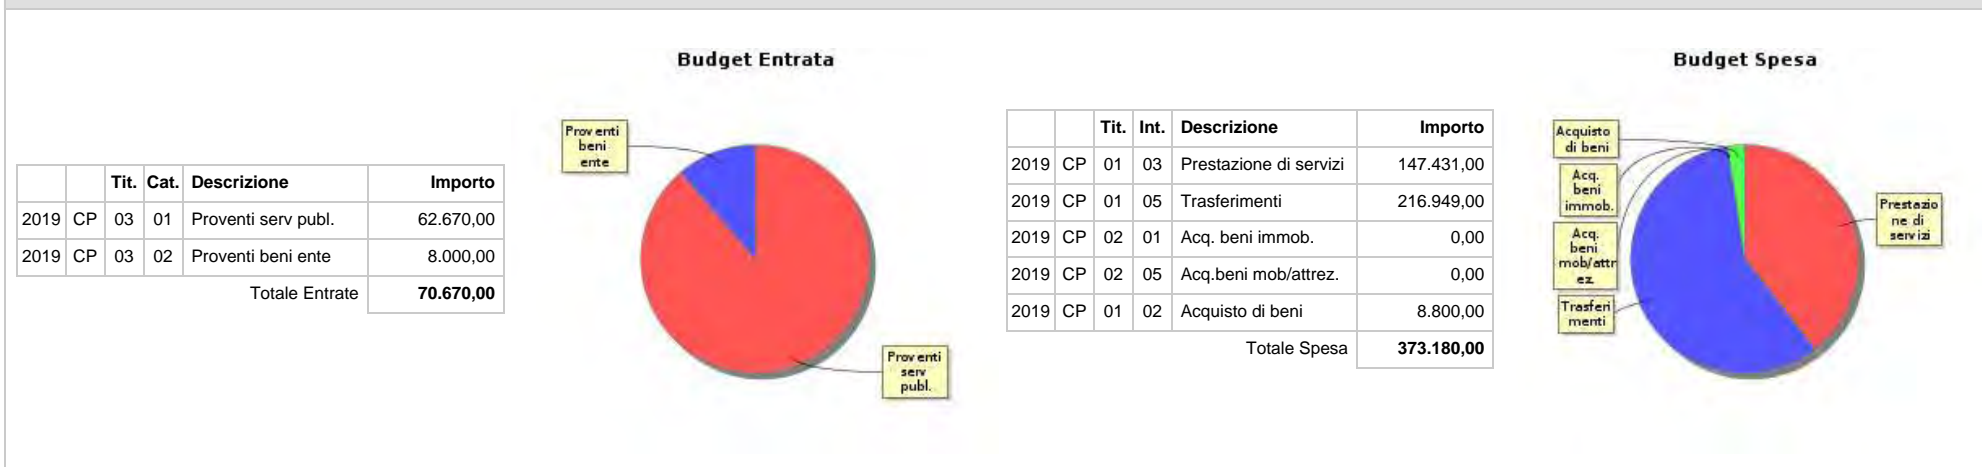 Budget Entrata
Tit. Cat. Descrizione Importo
2019 CP 03 01 Proventi serv publ. 62.670,00
2019 CP 03 02 Proventi beni ente 8.000,00
Totale Entrate 70.670,00
Proventi
beni
ente
Proventi
serv
publ.
Budget Spesa
Tit. Int. Descrizione Importo
2019 CP 01 03 Prestazione di servizi 147.431,00
2019 CP 01 05 Trasferimenti 216.949,00
2019 CP 02 01 Acq. beni immob. 0,00
2019 CP 02 05 Acq.beni mob/attrez. 0,00
2019 CP 01 02 Acquisto di beni 8.800,00
Totale Spesa 373.180,00
Acquisto
di beni
Acq.
beni
immob.
Acq.
beni
mob/attr
ez.
Trasferi
menti
Prestazio
ne di
servizi